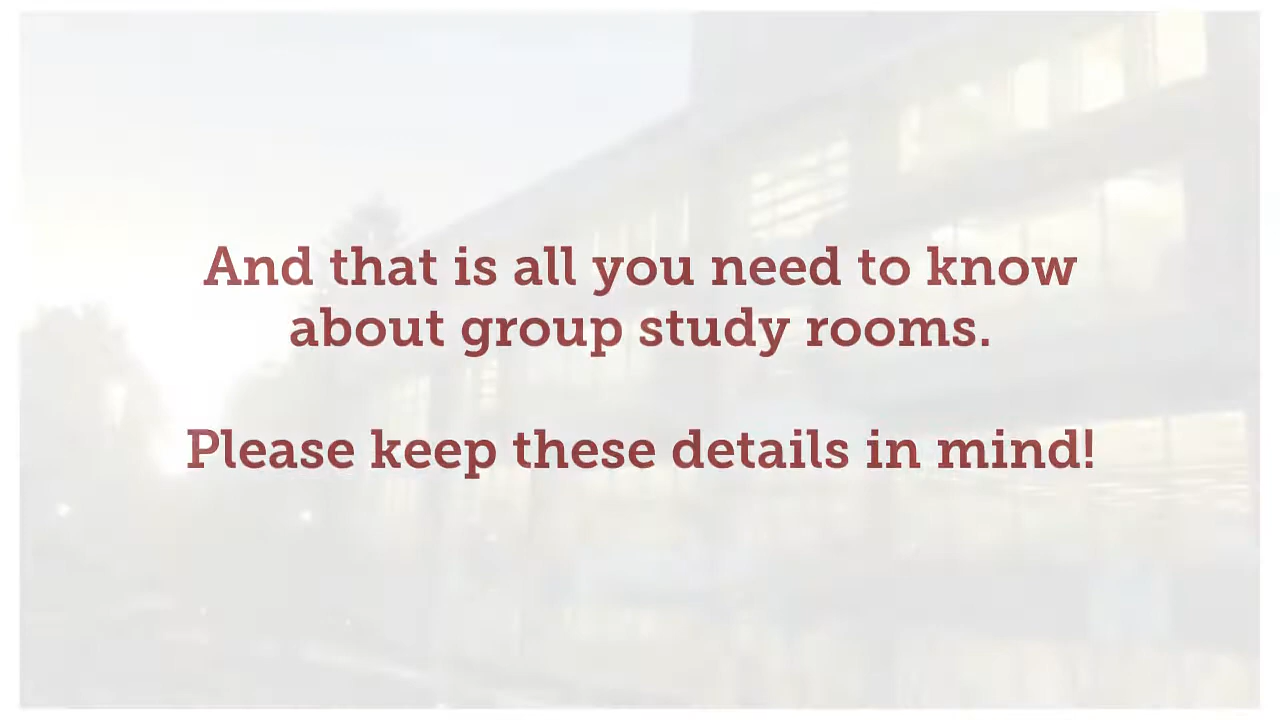 And that is all you need to know
about group study rooms.
Please keep these details in mind!